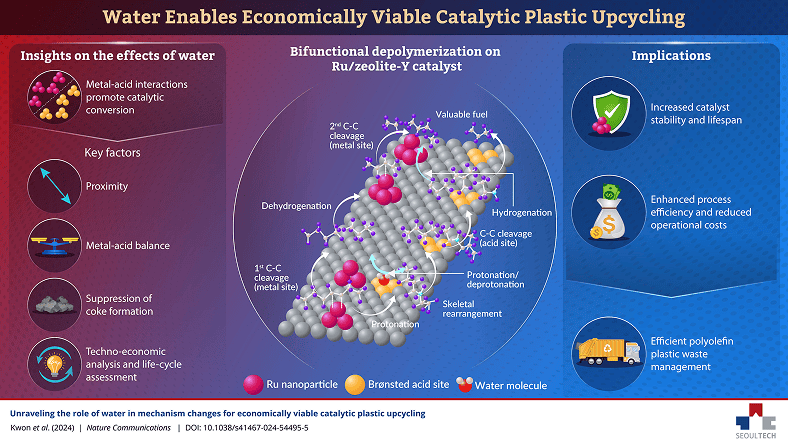 Water Enables Economically Viable Catalytic Plastic Upcycling
Insights on the effects of water
Metal-acid interactions
promote catalytic
conversion
Key factors
Proximity
Metal-acid balance
Suppression of
coke formation
Techno-economic
analysis and life-cycle
assessment
Bifunctional depolymerization on
Ru/zeolite-Y catalyst
Valuable fuel
2nd C-C
cleavage
(metal site)
Dehydrogenation
Hydrogenation
C-C cleavage
(acid site)
1st C-C
cleavage
(metal site)
Protonation/
deprotonation
Skeletal
rearrangement
Protonation
Ru nanoparticle
Brønsted acid site
Water molecule
Implications
Increased catalyst
stability and lifespan
$
$
$
Enhanced process
efficiency and reduced
operational costs
Efficient polyolefin
plastic waste
management
Unraveling the role of water in mechanism changes for economically viable catalytic plastic upcycling
Kwon et al. (2024) | Nature Communications | DOI: 10.1038/s41467-024-54495-5
SEOULTECH